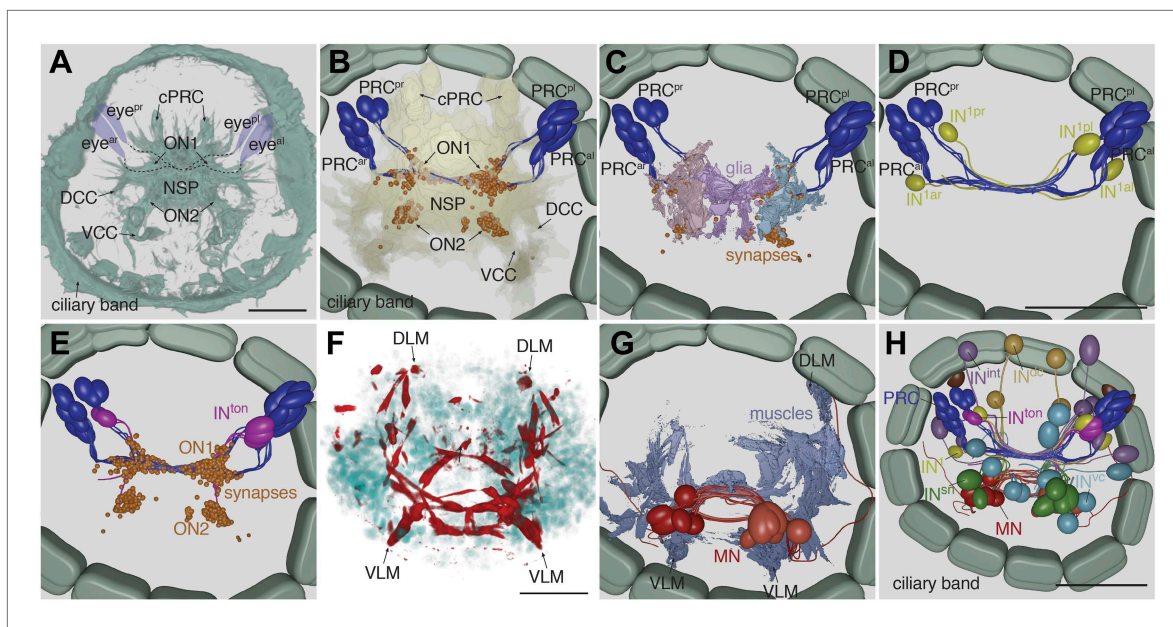 A
cPRC
eye^pr
eye^pl
eye^ar
ON1
eye^al
DCC
NSP
ON2
VCC
ciliary band
B
PRC^pr
cPRC
PRC^pl
PRC^ar
ON1
PRC^al
NSP
DCC
ON2
VCC
ciliary band
C
PRC^pr
PRC^pl
PRC^ar
glia
PRC^al
synapses
D
PRC^pr
IN^1pr
PRC^pl
IN^1pl
PRC^ar
PRC^al
IN^1ar
IN^1al
E
IN^ton
ON1
synapses
ON2
F
DLM
DLM
VLM
VLM
G
DLM
muscles
VLM
MN
VLM
H
IN^int
IN^dc
PRC
IN^ton
IN^1
IN^sn
IN^vc
MN
ciliary band